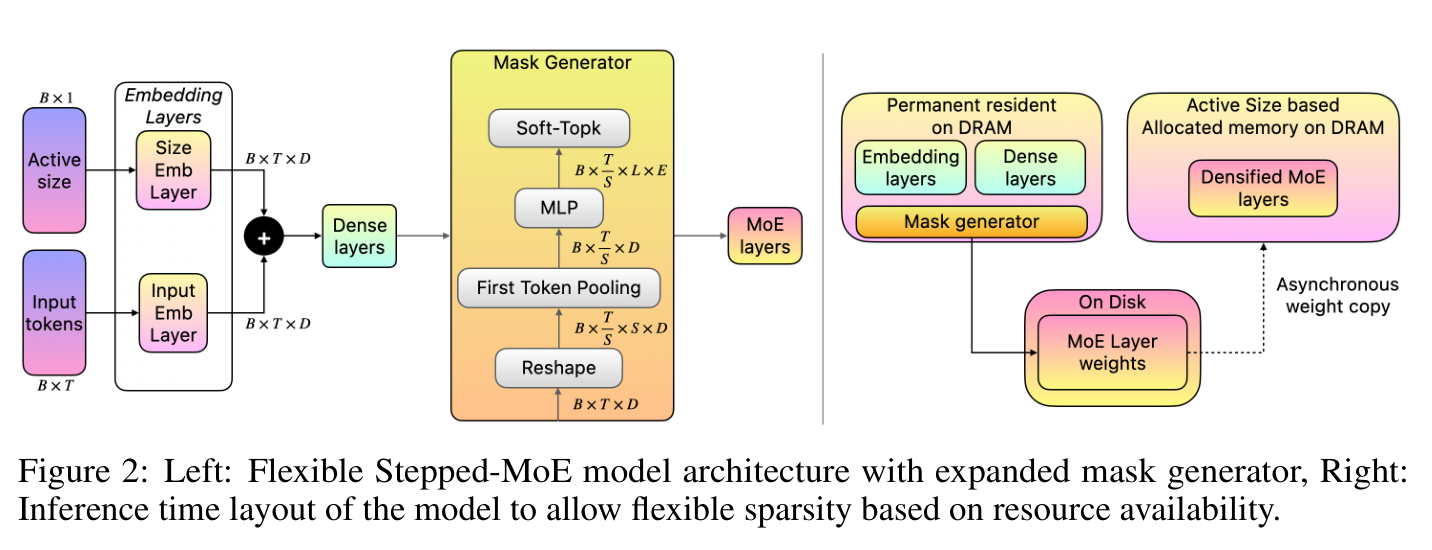 B × 1
Active
size
Input
tokens
B × T
Embedding
Layers
Size
Emb
Layer
Input
Emb
Layer
B × T × D
B × T × D
+
Dense
layers
Mask Generator
Soft-Topk
B × T/S × L × E
MLP
B × T/S × D
First Token Pooling
B × T/S × S × D
Reshape
B × T × D
MoE
layers
Permanent resident
on DRAM
Embedding
layers
Dense
layers
Mask generator
Active Size based
Allocated memory on DRAM
Densified MoE
layers
On Disk
MoE Layer
weights
Asynchronous
weight copy
Figure 2: Left: Flexible Stepped-MoE model architecture with expanded mask generator, Right:
Inference time layout of the model to allow flexible sparsity based on resource availability.